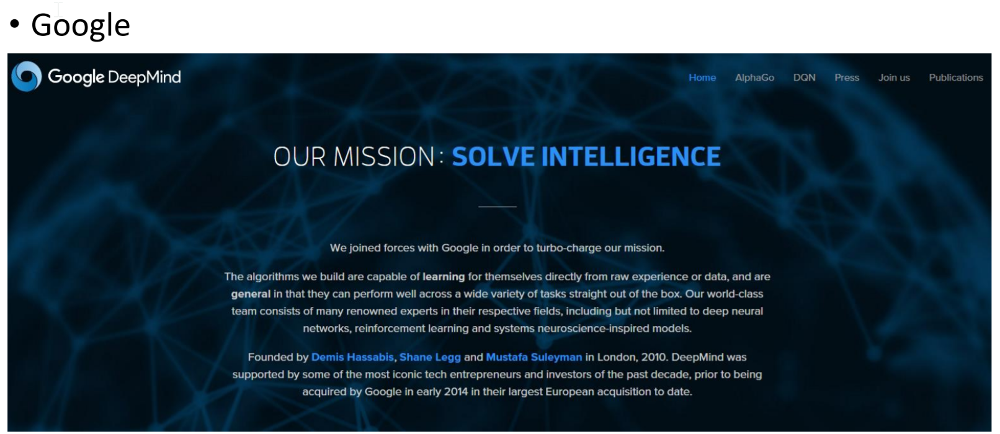 • Google
Google DeepMind
Home AlphaGo DQN Press Join us Publications
OUR MISSION: SOLVE INTELLIGENCE
We joined forces with Google in order to turbo-charge our mission.
The algorithms we build are capable of learning for themselves directly from raw experience or data, and are
general in that they can perform well across a wide variety of tasks straight out of the box. Our world-class
team consists of many renowned experts in their respective fields, including but not limited to deep neural
networks, reinforcement learning and systems neuroscience-inspired models.
Founded by Demis Hassabis, Shane Legg and Mustafa Suleyman in London, 2010. DeepMind was
supported by some of the most iconic tech entrepreneurs and investors of the past decade, prior to being
acquired by Google in early 2014 in their largest European acquisition to date.